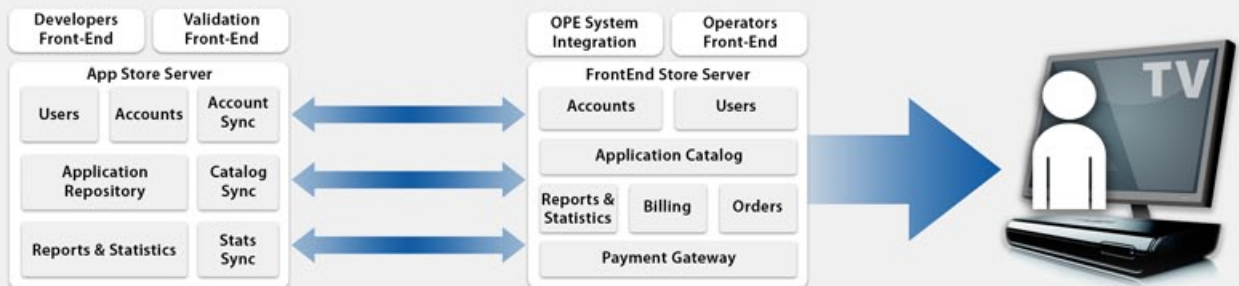 Developers
Front-End
Validation
Front-End
App Store Server
Users
Accounts
Account
Sync
Application
Repository
Catalog
Sync
Reports & Statistics
Stats
Sync
OPE System
Integration
Operators
Front-End
FrontEnd Store Server
Accounts
Users
Application Catalog
Reports &
Statistics
Billing
Orders
Payment Gateway
TV